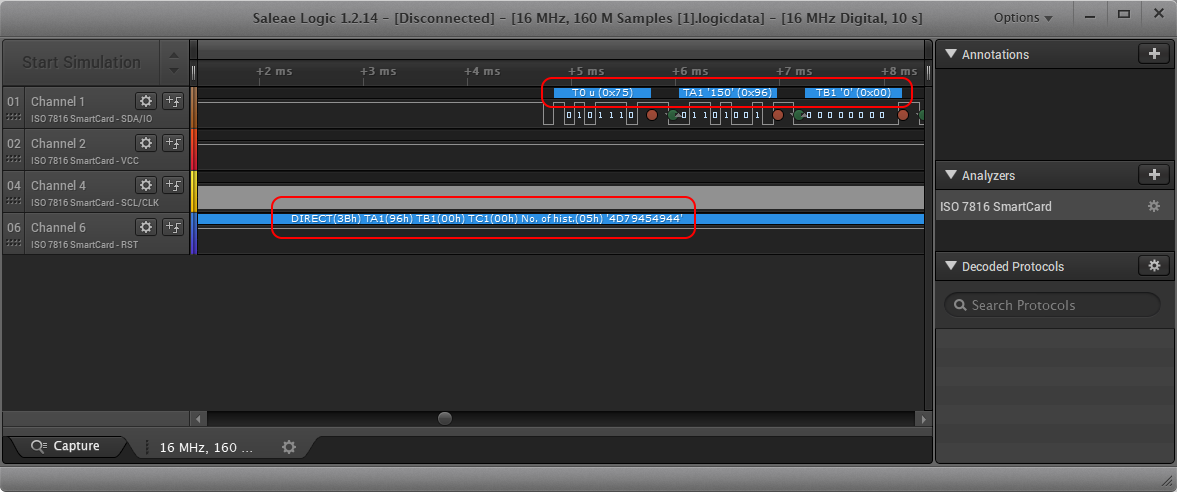 Saleae Logic 1.2.14 - [Disconnected] - [16 MHz, 160 M Samples [1].logicdata] - [16 MHz Digital, 10 s]
Options
Start Simulation
+2 ms +3 ms +4 ms +5 ms +6 ms +7 ms +8 ms
T0 u (0x75) TA1 '150' (0x96) TB1 '0' (0x00)
01 Channel 1
ISO 7816 SmartCard - SDA/IO
0 1 0 1 1 1 0 0 1 1 0 1 0 0 1 0 0 0 0 0 0 0 0
02 Channel 2
ISO 7816 SmartCard - VCC
04 Channel 4
ISO 7816 SmartCard - SCL/CLK
DIRECT(3Bh) TA1(96h) TB1(00h) TC1(00h) No. of hist.(05h) '4D79454944'
06 Channel 6
ISO 7816 SmartCard - RST
Annotations
Analyzers
ISO 7816 SmartCard
Decoded Protocols
Search Protocols
Capture
16 MHz, 160 ...